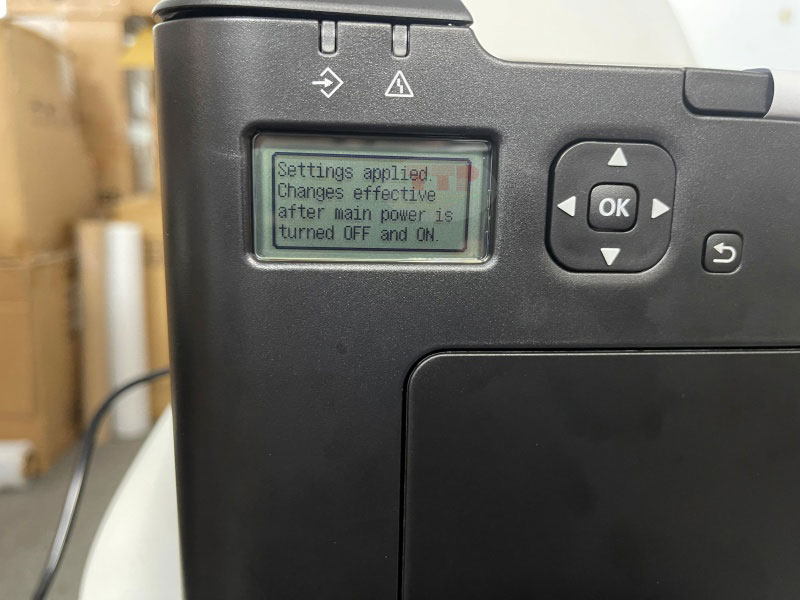 Settings applied.
Changes effective
after main power is
turned OFF and ON.
OK